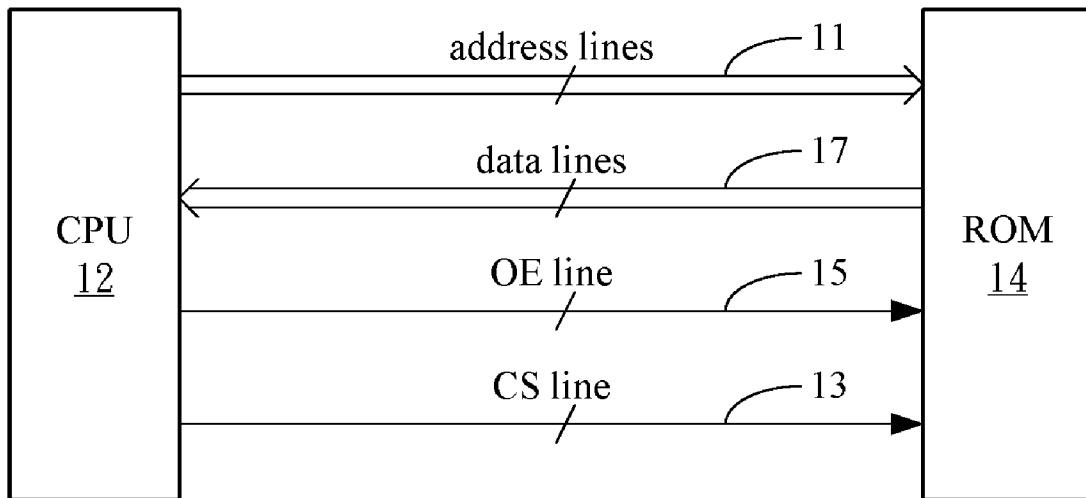 address lines
11
data lines
17
CPU
12
OE line
15
CS line
13
ROM
14